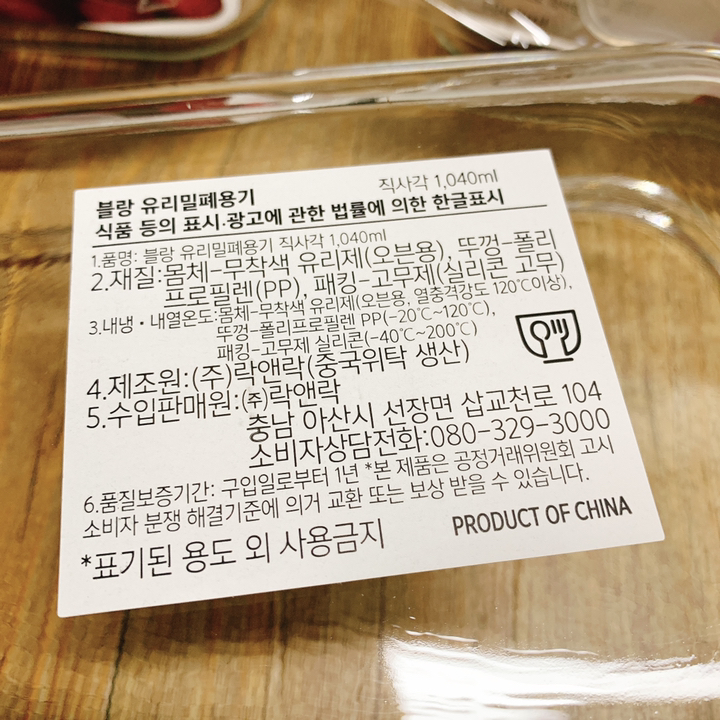 블랑 유리밀폐용기
직사각 1,040ml
식품 등의 표시·광고에 관한 법률에 의한 한글표시
1.품명: 블랑 유리밀폐용기 직사각 1,040ml
2.재질:몸체-무착색 유리제(오븐용), 뚜껑-폴리
프로필렌(PP), 패킹-고무제(실리콘 고무)
3.내냉·내열온도:몸체-무착색 유리제(오븐용, 열충격강도 120℃이상),
뚜껑-폴리프로필렌 PP(-20℃~120℃),
패킹-고무제 실리콘(-40℃~200℃)
4.제조원:(주)락앤락(중국위탁 생산)
5.수입판매원:(주)락앤락
충남 아산시 선장면 삽교천로 104
소비자상담전화:080-329-3000
6.품질보증기간: 구입일로부터 1년 *본 제품은 공정거래위원회 고시
소비자 분쟁 해결기준에 의거 교환 또는 보상 받을 수 있습니다.
*표기된 용도 외 사용금지
PRODUCT OF CHINA